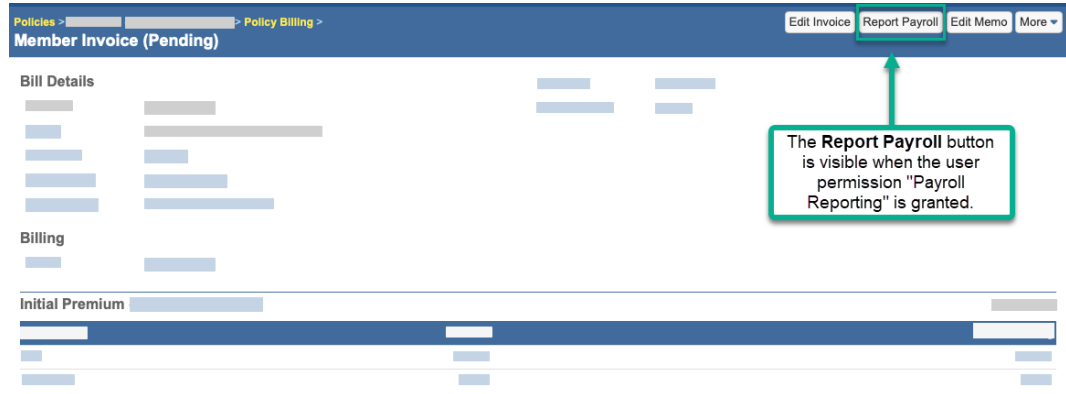 Policies > > Policy Billing >
Member Invoice (Pending)
Edit Invoice Report Payroll Edit Memo More
Bill Details
The Report Payroll button
is visible when the user
permission "Payroll
Reporting" is granted.
Billing
Initial Premium